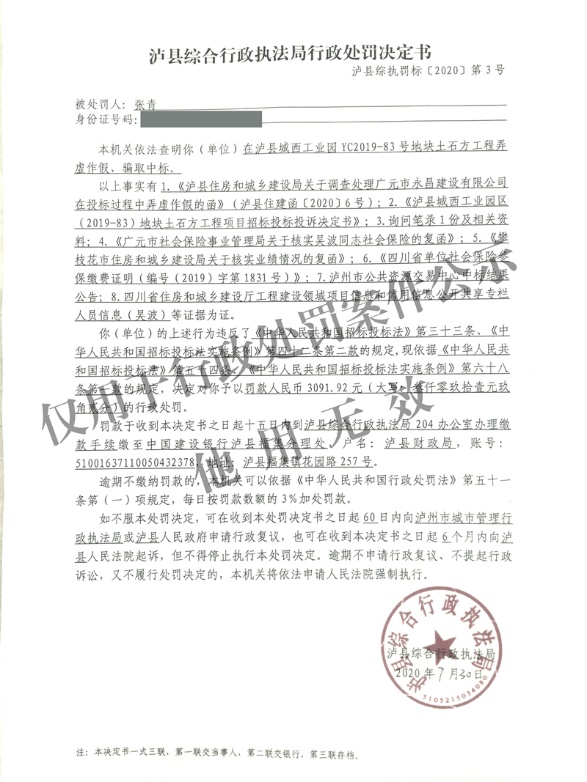 泸县综合行政执法局行政处罚决定书
泸县综执罚标〔2020〕第3号
被处罚人：张青
身份证号码：
本机关依法查明你（单位）在泸县城西工业园YC2019-83号地块土石方工程弄
虚作假、骗取中标。
以上事实有1.《泸县住房和城乡建设局关于调查处理广元市永昌建设有限公司
在投标过程中弄虚作假的函》（泸县住建函〔2020〕6号）；2.《泸县城西工业园区
（2019-83）地块土石方工程项目招标投标投诉决定书》；3.询问笔录1份及相关资
料；4.《广元市社会保险事业管理局关于核实吴波同志社会保险的复函》；5.《攀
枝花市住房和城乡建设局关于核实业绩情况的复函》；6.《四川省单位社会保险参
保缴费证明（编号（2019）字第1831号）》；7.泸州市公共资源交易中心中标结果
公告；8.四川省住房和城乡建设厅工程建设领域项目信息和信用信息公开共享专栏
人员信息（吴波）等证据为证。
你（单位）的上述行为违反了《中华人民共和国招标投标法》第三十三条、《中
华人民共和国招标投标法实施条例》第四十二条第二款的规定，现依据《中华人民
共和国招标投标法》第五十四条、《中华人民共和国招标投标法实施条例》第六十八
条第一款的规定，决定对你予以罚款人民币3091.92元（大写：叁仟零玖拾壹元玖
角贰分）的行政处罚。
罚款于收到本处罚决定书之日起十五日内到泸县综合行政执法局204办公室办理缴
款手续缴至中国建设银行泸县福集分理处，户名：泸县财政局，账号：
51001637110050432378，地址：泸县福集镇花园路257号。
逾期不缴的罚款的，本机关可以依据《中华人民共和国行政处罚法》第五十一
条第（一）项规定，每日按罚款数额的3%加处罚款。
如不服本处罚决定，可在收到本处罚决定书之日起60日内向泸州市城市管理行
政执法局或泸县人民政府申请行政复议，也可在收到本决定书之日起6个月内向泸
县人民法院起诉，但不得停止执行本处罚决定。逾期不申请行政复议、不提起行政
诉讼，又不履行处罚决定的，本机关将依法申请人民法院强制执行。
泸县综合行政执法局
2020年7月30日
泸县综合行政执法局
5105215034080
注：本决定书一式三联，第一联交当事人，第二联交银行，第三联存档。
仅用于行政处罚案件公示
他用无效